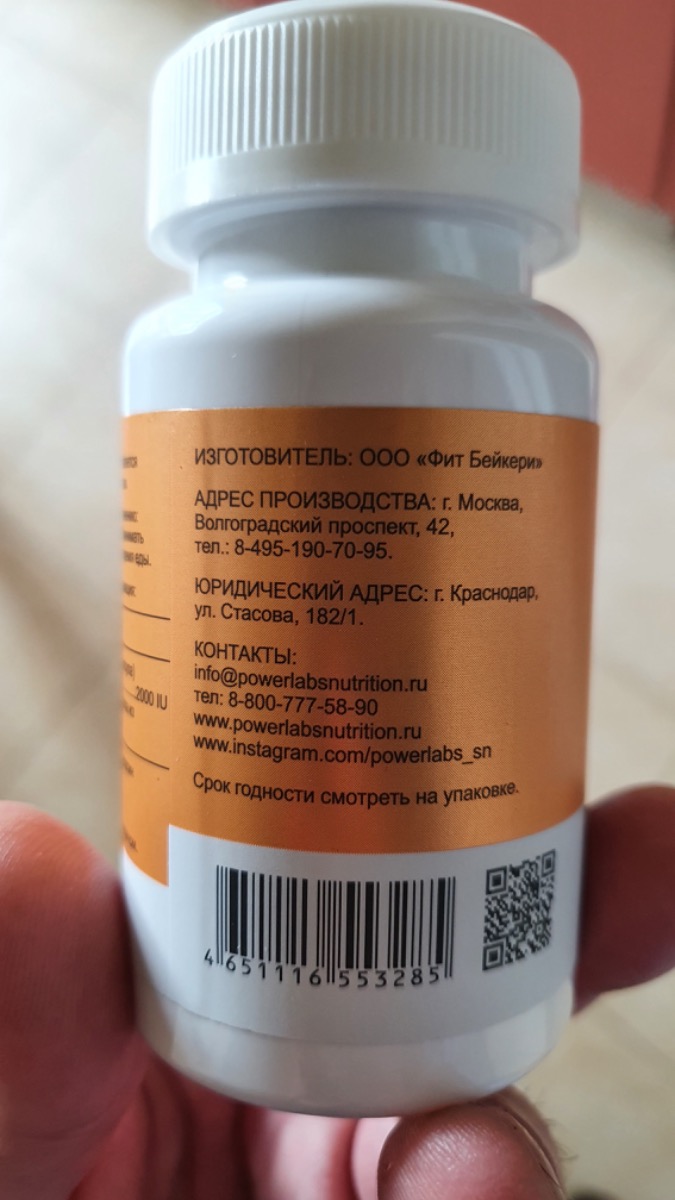 ИЗГОТОВИТЕЛЬ: ООО «Фит Бейкери»
АДРЕС ПРОИЗВОДСТВА: г. Москва,
Волгоградский проспект, 42,
тел.: 8-495-190-70-95.
ЮРИДИЧЕСКИЙ АДРЕС: г. Краснодар,
ул. Стасова, 182/1.
КОНТАКТЫ:
info@powerlabsnutrition.ru
тел: 8-800-777-58-90
www.powerlabsnutrition.ru
www.instagram.com/powerlabs_sn
Срок годности смотреть на упаковке.
еды.
2000 IU
4 651116 553285